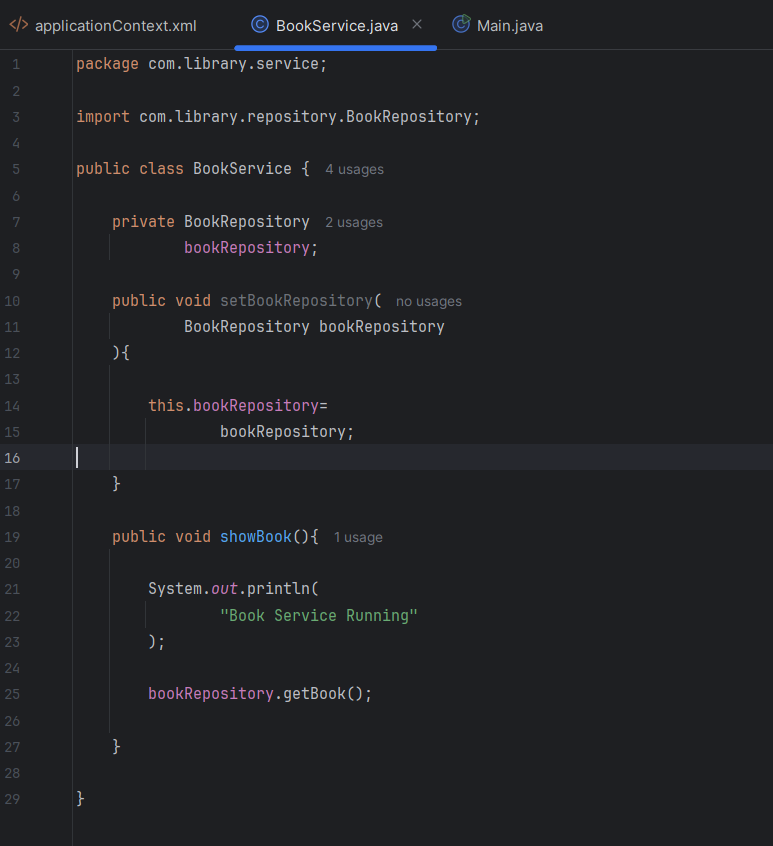 applicationContext.xml BookService.java Main.java
1 package com.library.service;
2
3 import com.library.repository.BookRepository;
4
5 public class BookService { 4 usages
6
7 private BookRepository 2 usages
8 bookRepository;
9
10 public void setBookRepository( no usages
11 BookRepository bookRepository
12 ){
13
14 this.bookRepository=
15 bookRepository;
16
17 }
18
19 public void showBook(){ 1 usage
20
21 System.out.println(
22 "Book Service Running"
23 );
24
25 bookRepository.getBook();
26
27 }
28
29 }